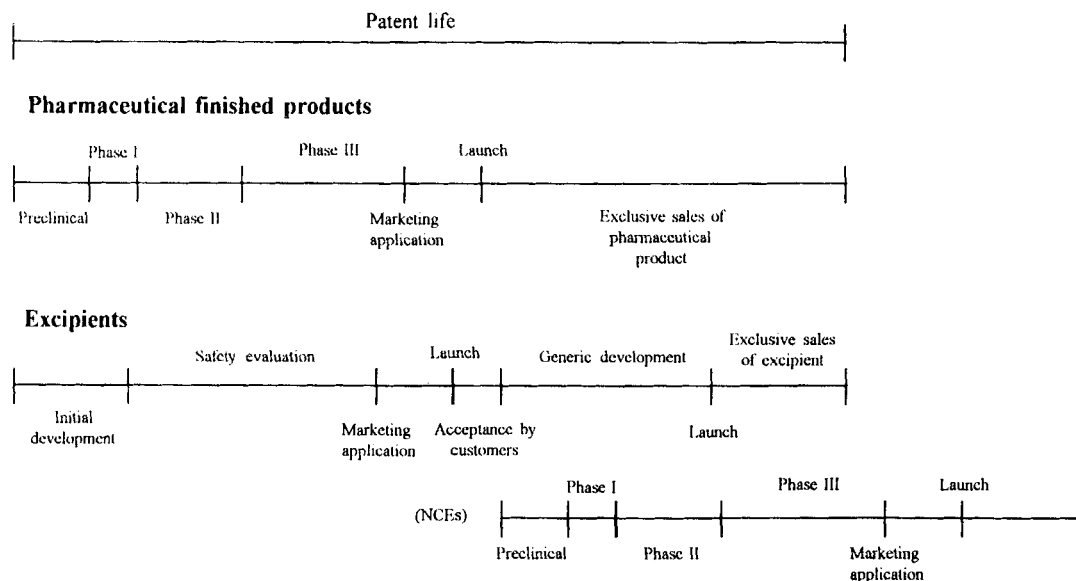 Patent life
Pharmaceutical finished products
Phase I
Phase III
Launch
Preclinical
Phase II
Marketing
application
Exclusive sales of
pharmaceutical
product
Excipients
Safety evaluation
Launch
Generic development
Exclusive sales
of excipient
Initial
development
Marketing
application
Acceptance by
customers
Launch
(NCEs)
Phase I
Phase III
Launch
Preclinical
Phase II
Marketing
application